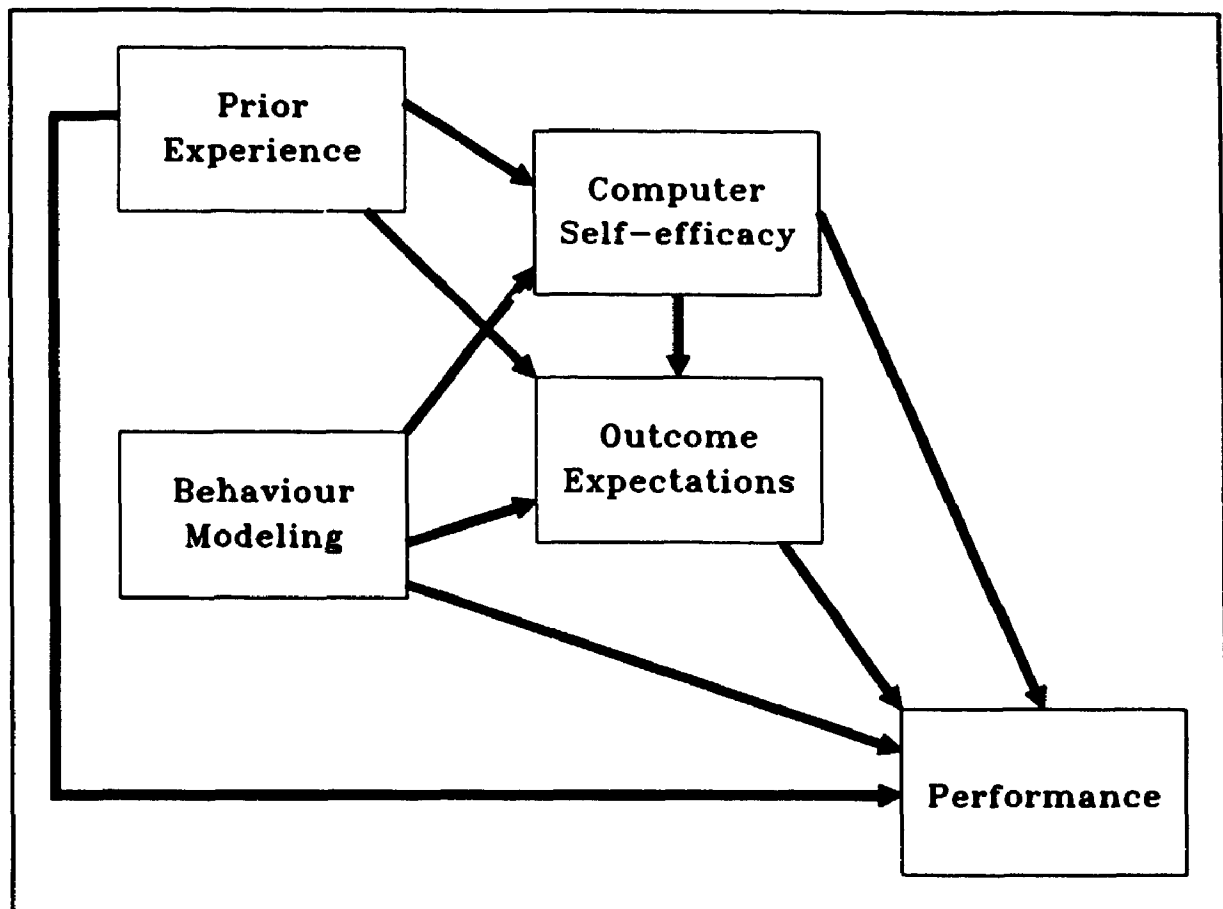 Prior
Experience
Computer
Self-efficacy
Outcome
Expectations
Behaviour
Modeling
Performance